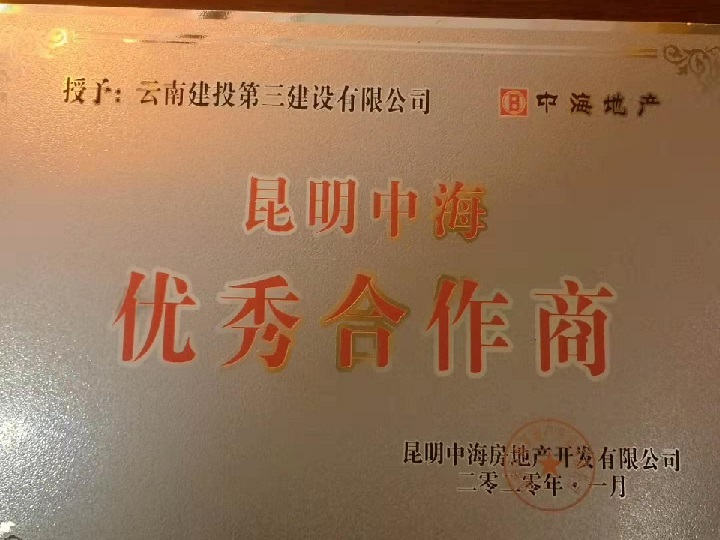 授予：云南建投第三建设有限公司
中海地产
昆明中海
优秀合作商
昆明中海房地产开发有限公司
二零二零年·一月